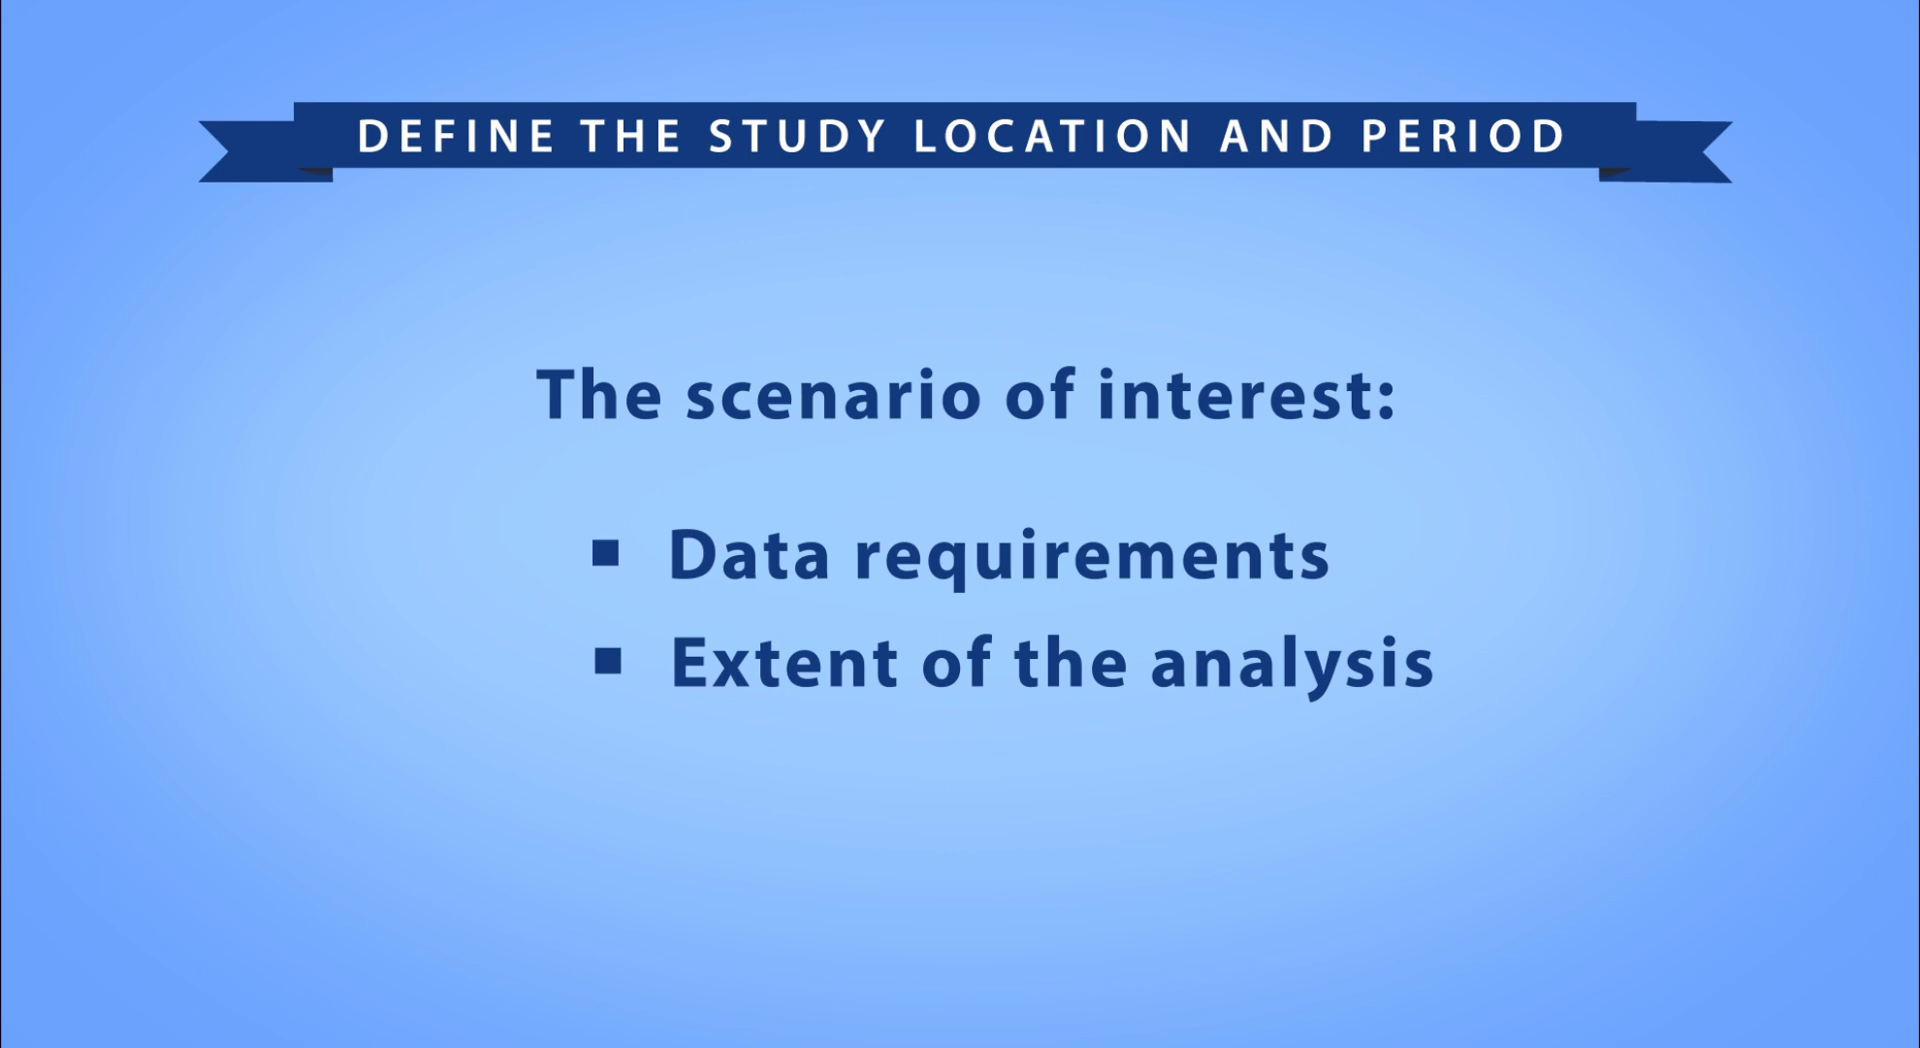 DEFINE THE STUDY LOCATION AND PERIOD
The scenario of interest:
▪ Data requirements
▪ Extent of the analysis